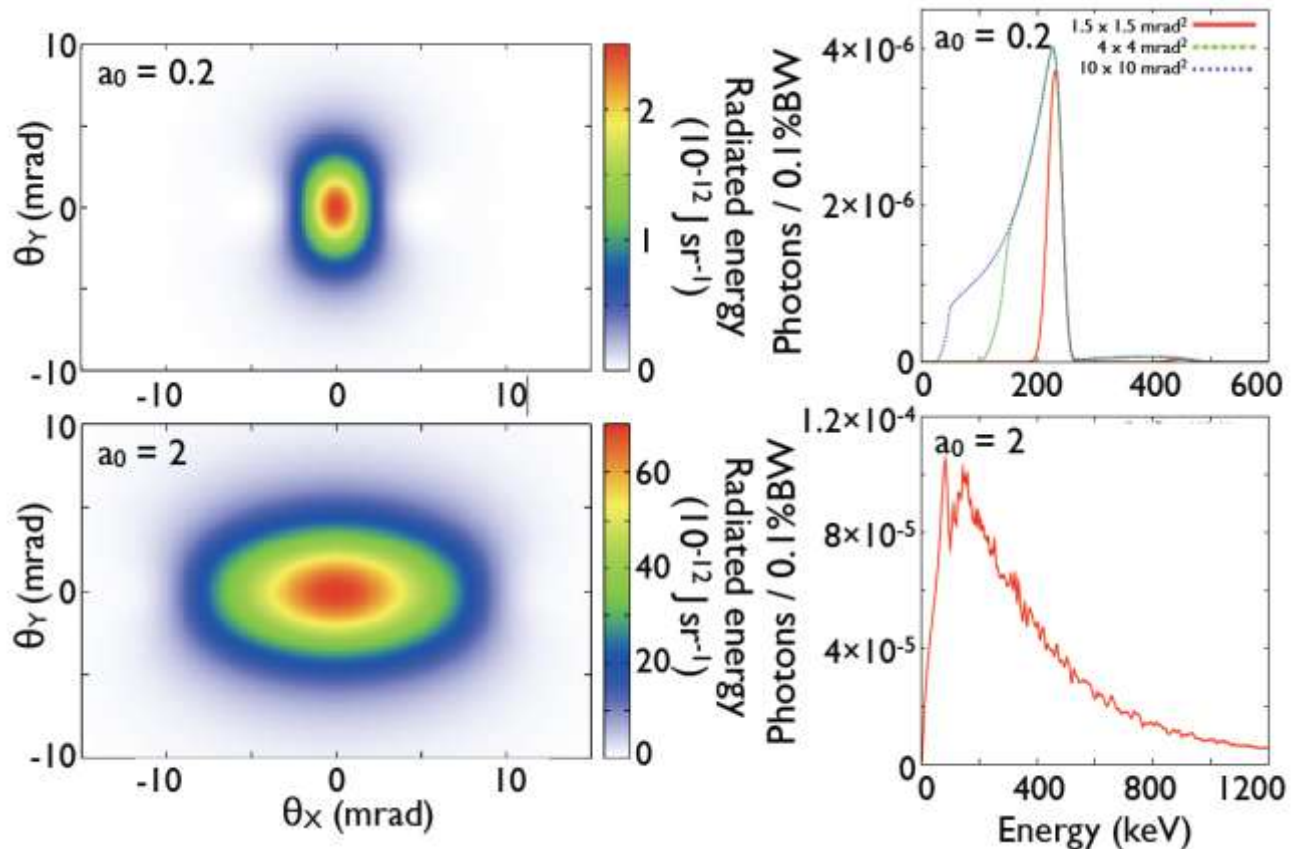 10
a₀ = 0.2
θY (mrad)
0
-10
-10
0
10
2
1
0
Radiated energy
(10⁻¹² J sr⁻¹)
Photons / 0.1%BW
4×10⁻⁶
2×10⁻⁶
0
a₀ = 0.2
1.5 x 1.5 mrad²
4 x 4 mrad²
10 x 10 mrad²
0
200
400
600
10
a₀ = 2
θY (mrad)
0
-10
-10
0
10
θX (mrad)
60
40
20
0
Radiated energy
(10⁻¹² J sr⁻¹)
Photons / 0.1%BW
1.2×10⁻⁴
8×10⁻⁵
4×10⁻⁵
0
a₀ = 2
0
400
800
1200
Energy (keV)